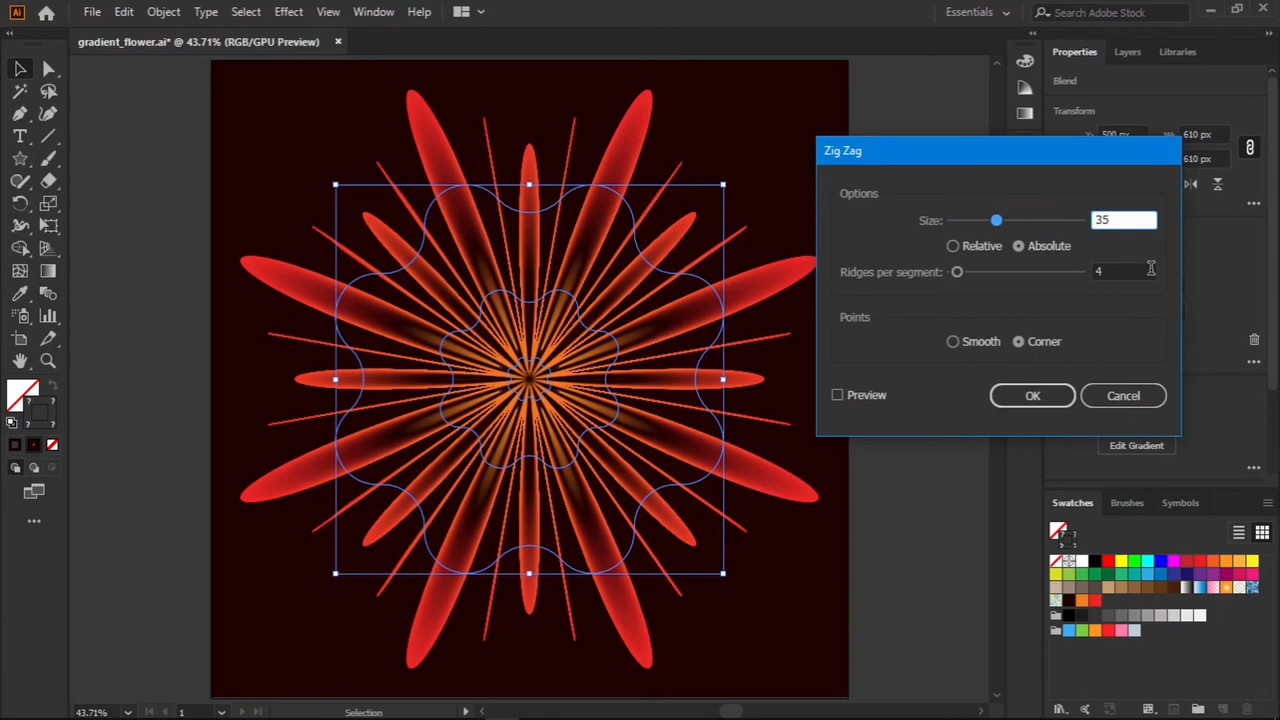 Ai
File Edit Object Type Select Effect View Window Help
Essentials
Search Adobe Stock
gradient_flower.ai* @ 43.71% (RGB/GPU Preview)
Properties Layers Libraries
Blend
Transform
500 px
610 px
610 px
Zig Zag
Options
Size: 35
Relative Absolute
Ridges per segment: 4
Points
Smooth Corner
Preview
OK
Cancel
Edit Gradient
Swatches Brushes Symbols
43.71%
1
Selection